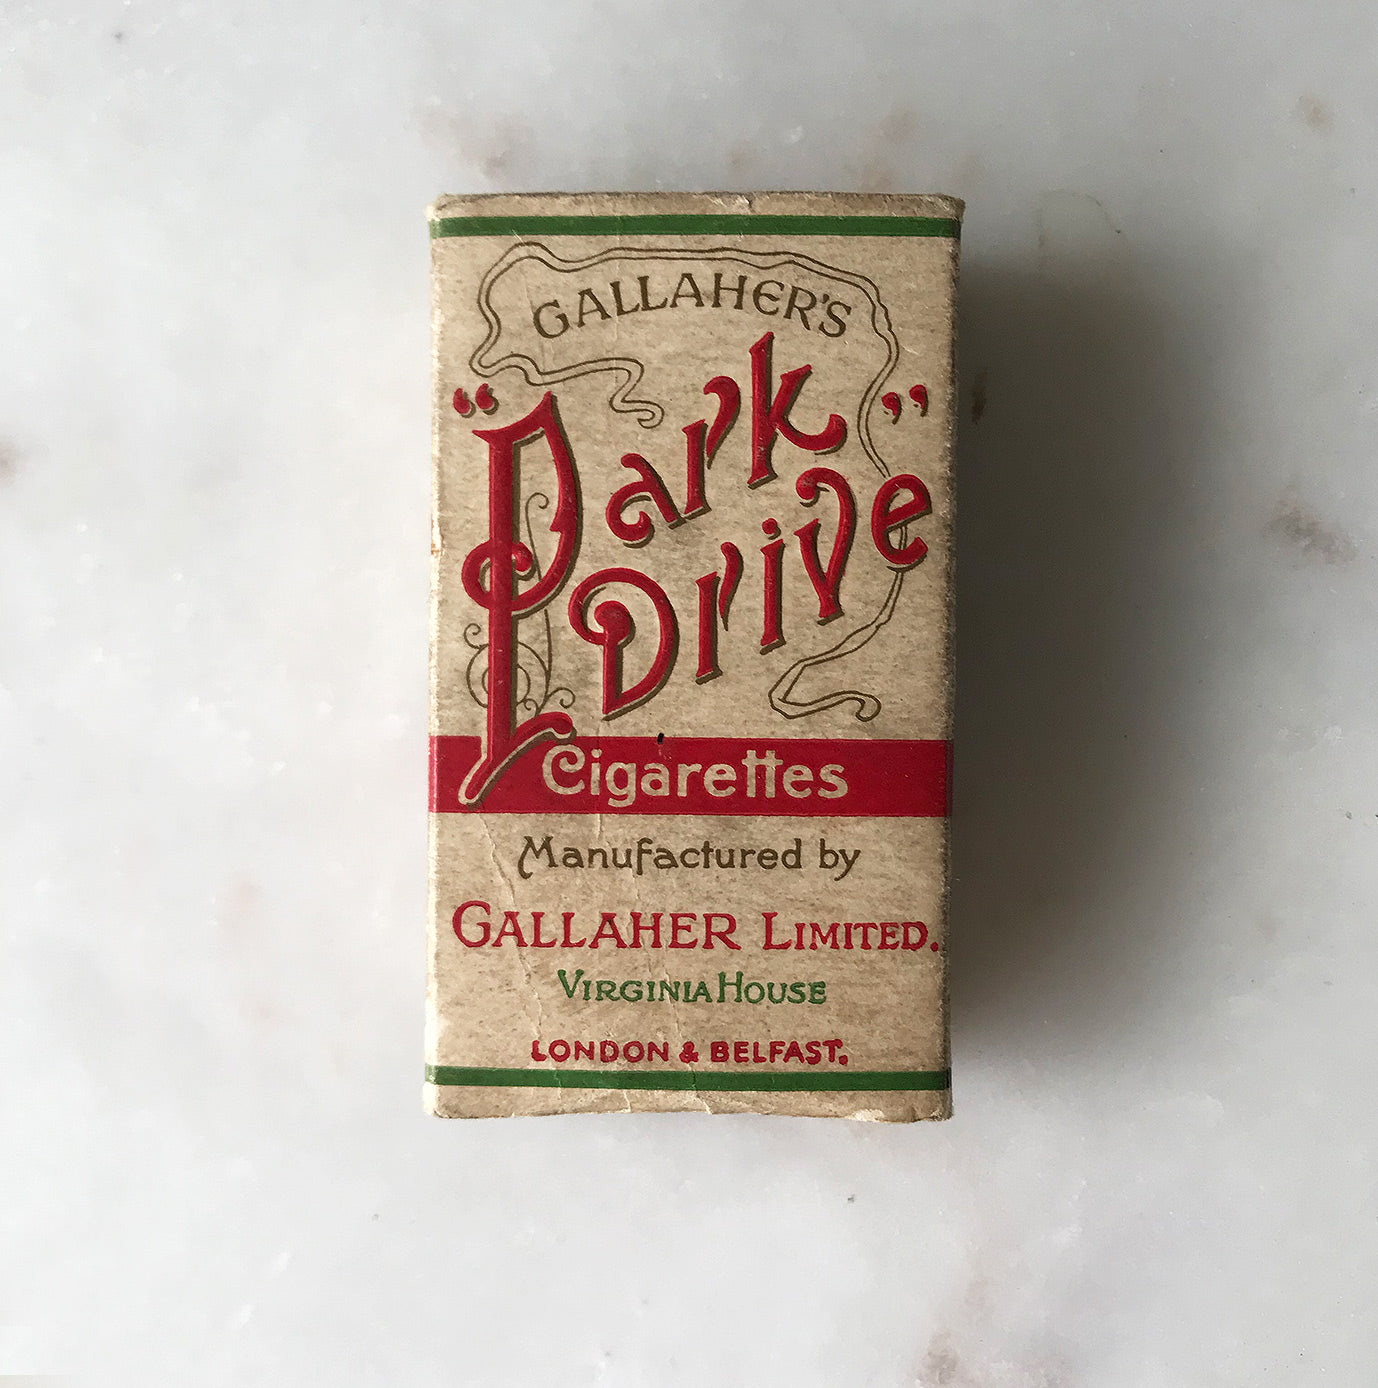 GALLAHER'S
“Park
Drive”
Cigarettes
Manufactured by
GALLAHER LIMITED.
VIRGINIA HOUSE
LONDON & BELFAST.